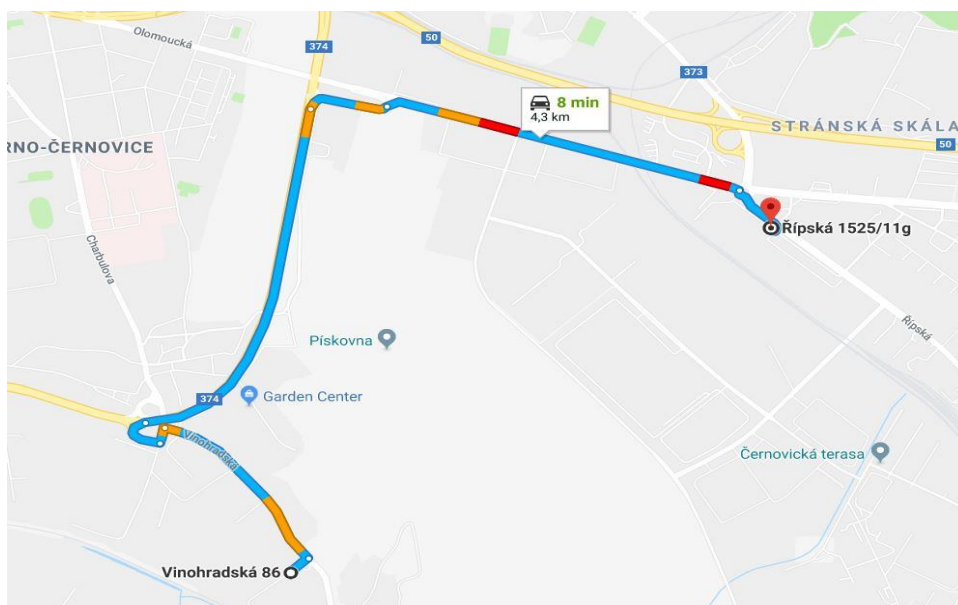 Olomoucká
374
50
373
8 min
4,3 km
STRÁNSKÁ SKÁLA
50
RNO-ČERNOVICE
Řípská 1525/11g
Charbulova
Řípská
Pískovna
374
Garden Center
Vinohradská
Černovická terasa
Vinohradská 86